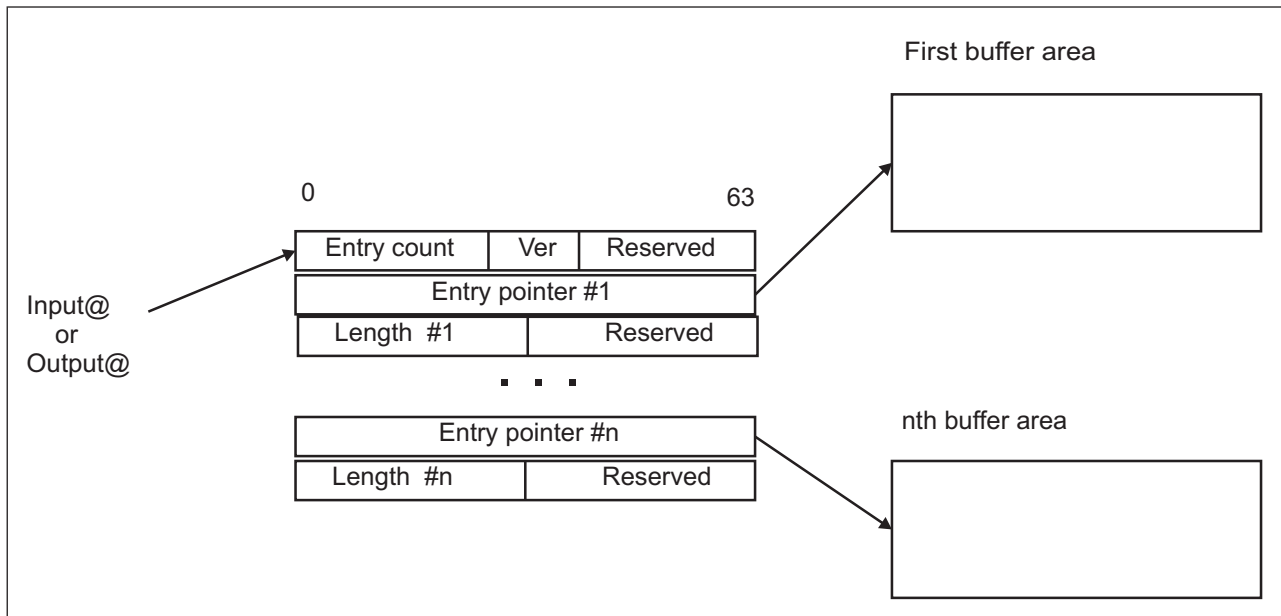 First buffer area
0 63
Entry count Ver Reserved
Entry pointer #1
Length #1 Reserved
Input@
or
Output@
. . .
Entry pointer #n
Length #n Reserved
nth buffer area